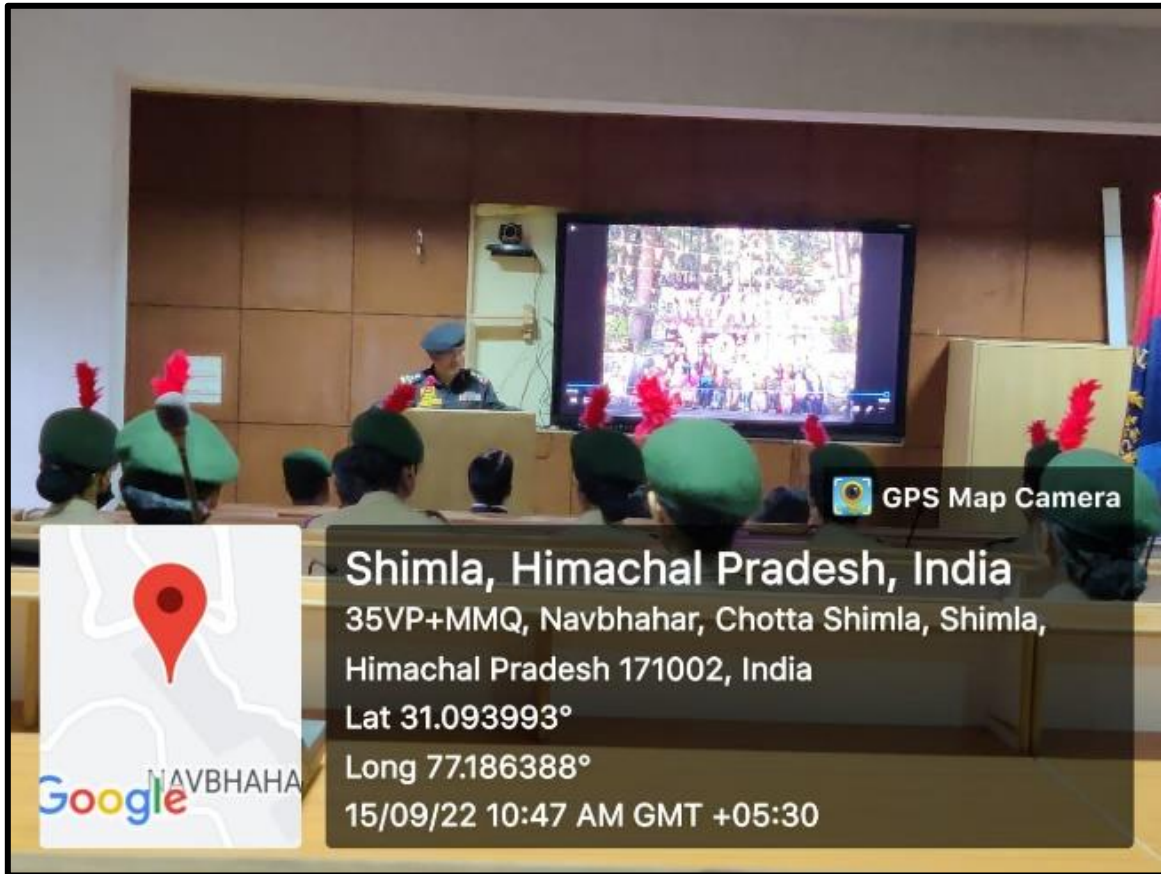 GPS Map Camera
Shimla, Himachal Pradesh, India
35VP+MMQ, Navbhahar, Chotta Shimla, Shimla,
Himachal Pradesh 171002, India
Lat 31.093993°
Long 77.186388°
15/09/22 10:47 AM GMT +05:30
NAVBHAHA
Google